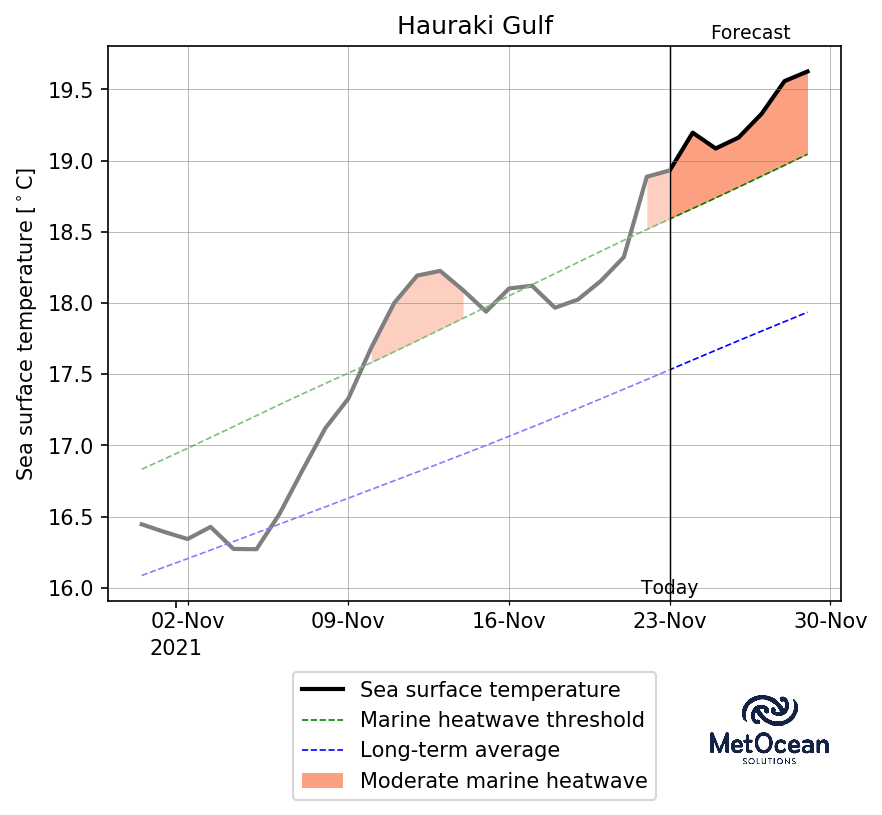 Hauraki Gulf
Forecast
Sea surface temperature [°C]
19.5
19.0
18.5
18.0
17.5
17.0
16.5
16.0
Today
02-Nov 09-Nov 16-Nov 23-Nov 30-Nov
2021
Sea surface temperature
Marine heatwave threshold
Long-term average
Moderate marine heatwave
MetOcean
SOLUTIONS